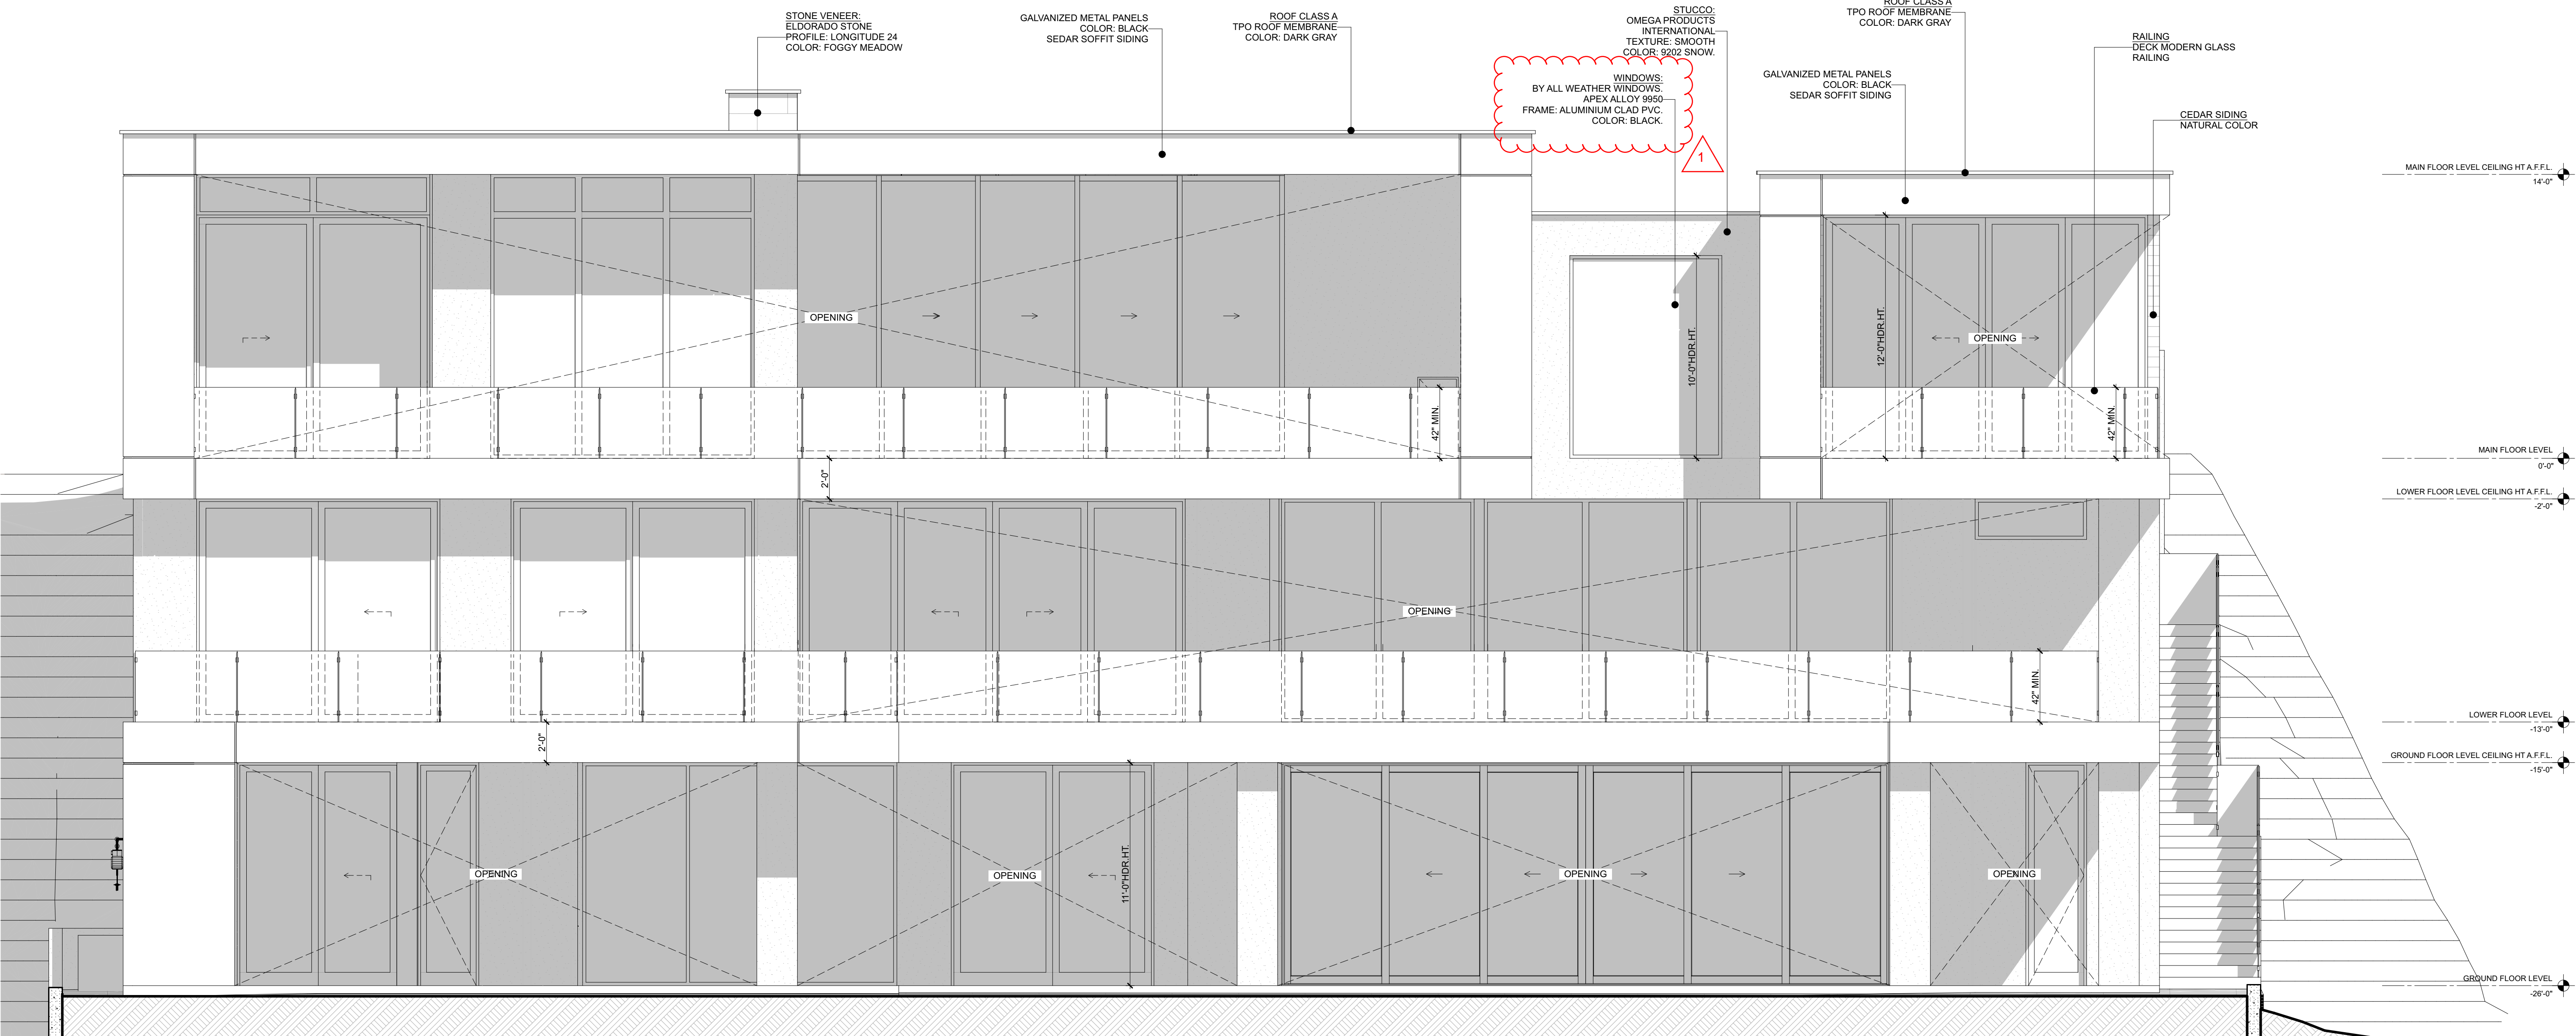 STONE VENEER:
ELDORADO STONE
PROFILE: LONGITUDE 24
COLOR: FOGGY MEADOW
GALVANIZED METAL PANELS
COLOR: BLACK
SEDAR SOFFIT SIDING
ROOF CLASS A
TPO ROOF MEMBRANE
COLOR: DARK GRAY
STUCCO:
OMEGA PRODUCTS
INTERNATIONAL
TEXTURE: SMOOTH
COLOR: 9202 SNOW.
WINDOWS:
BY ALL WEATHER WINDOWS.
APEX ALLOY 9950
FRAME: ALUMINIUM CLAD PVC.
COLOR: BLACK.
1
ROOF CLASS A
TPO ROOF MEMBRANE
COLOR: DARK GRAY
GALVANIZED METAL PANELS
COLOR: BLACK
SEDAR SOFFIT SIDING
RAILING
DECK MODERN GLASS
RAILING
CEDAR SIDING
NATURAL COLOR
MAIN FLOOR LEVEL CEILING HT A.F.F.L.
14'-0"
OPENING
10'-0"HDR.HT.
12'-0"HDR.HT.
OPENING
42" MIN.
42" MIN.
MAIN FLOOR LEVEL
0'-0"
2'-0"
LOWER FLOOR LEVEL CEILING HT A.F.F.L.
-2'-0"
OPENING
42" MIN.
LOWER FLOOR LEVEL
-13'-0"
2'-0"
GROUND FLOOR LEVEL CEILING HT A.F.F.L.
-15'-0"
OPENING
OPENING
11'-0"HDR.HT.
OPENING
OPENING
GROUND FLOOR LEVEL
-26'-0"